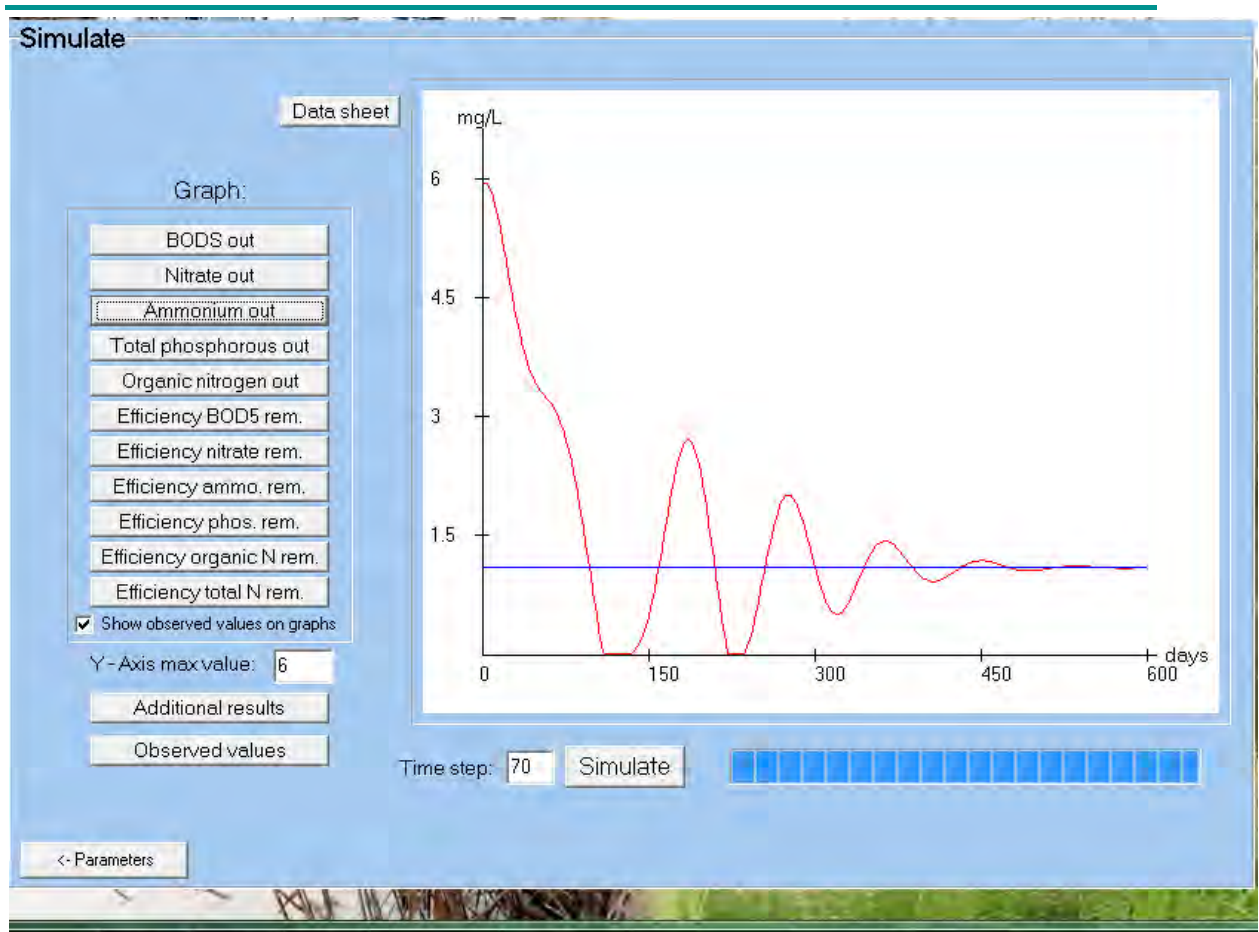 Simulate
Data sheet
Graph:
BODS out
Nitrate out
Ammonium out
Total phosphorous out
Organic nitrogen out
Efficiency BOD5 rem.
Efficiency nitrate rem.
Efficiency ammo. rem.
Efficiency phos. rem.
Efficiency organic N rem.
Efficiency total N rem.
Show observed values on graphs
Y - Axis max value: 6
Additional results
Observed values
<- Parameters
mg/L
6
4.5
3
1.5
0 150 300 450 600
days
Time step: 70 Simulate